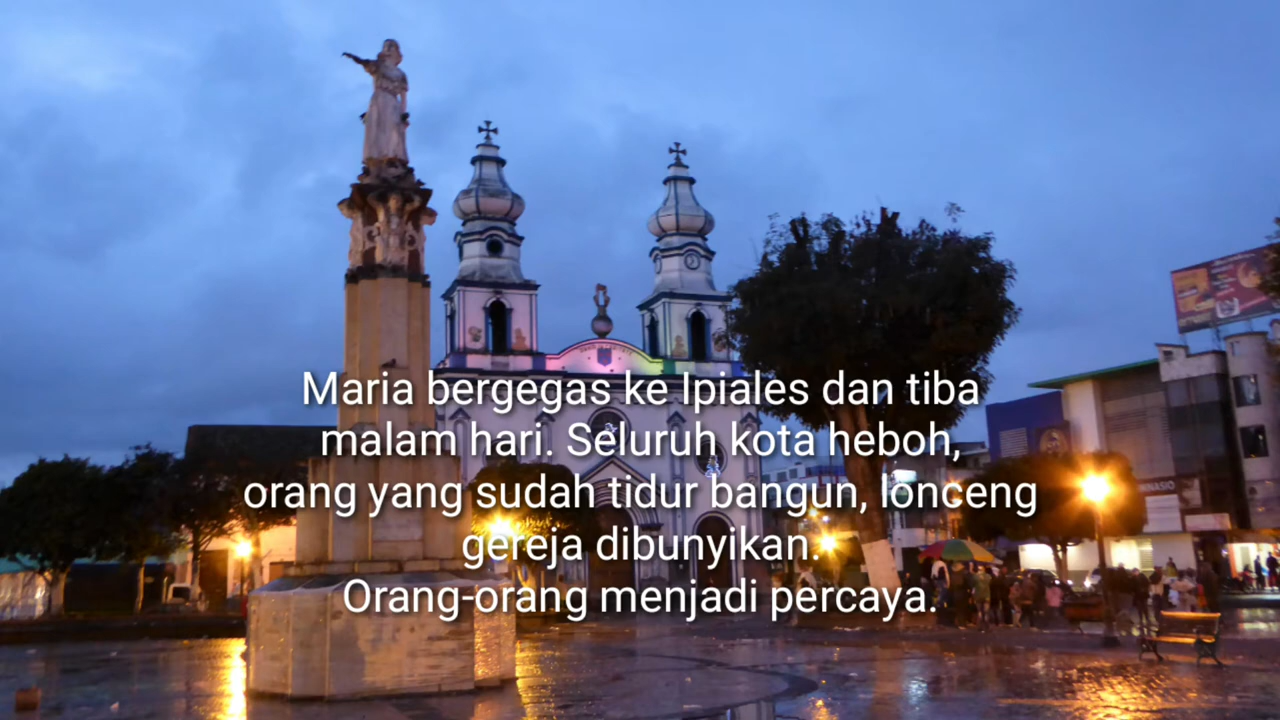 Maria bergegas ke Ipiales dan tiba
malam hari. Seluruh kota heboh,
orang yang sudah tidur bangun, lonceng
gereja dibunyikan.
Orang-orang menjadi percaya.